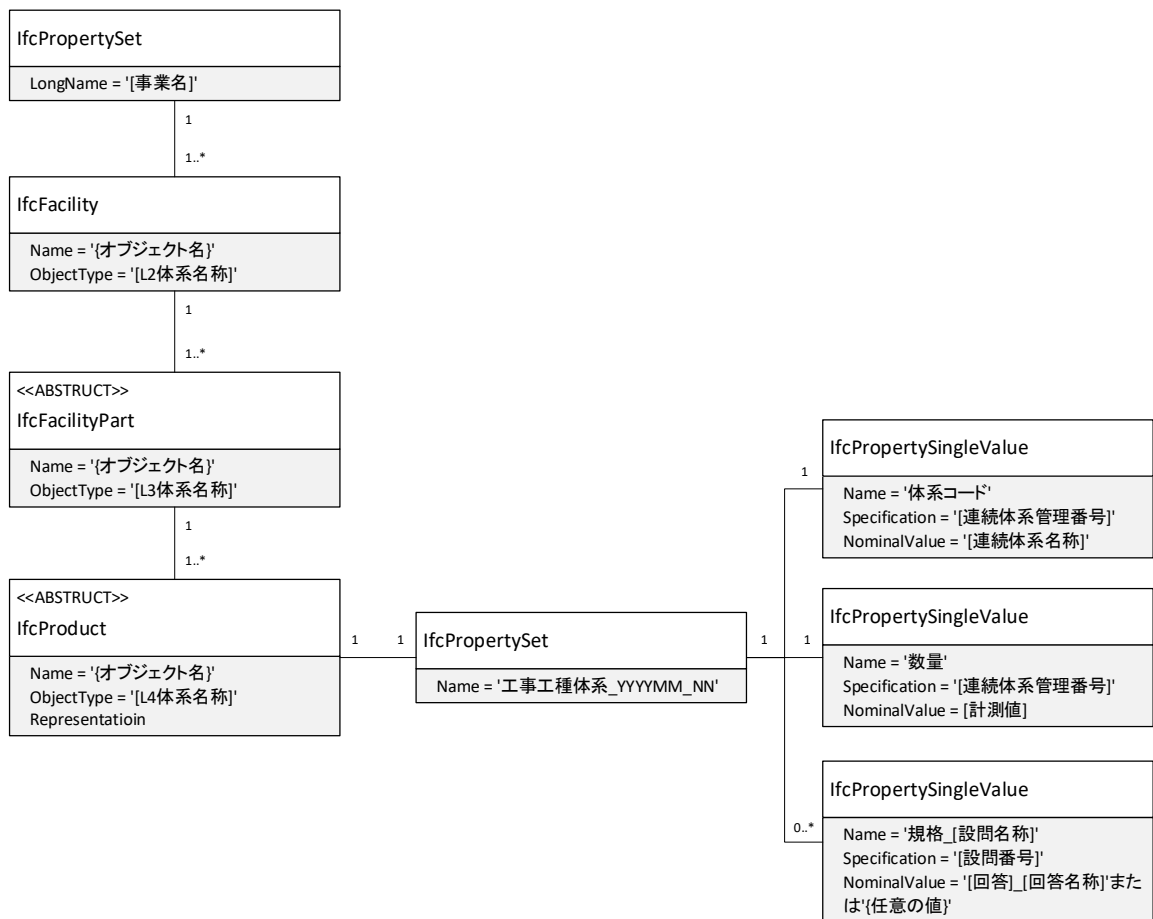 IfcPropertySet
LongName = '[事業名]'
1
1..*
IfcFacility
Name = '{オブジェクト名}'
ObjectType = '[L2体系名称]'
1
1..*
<<ABSTRUCT>>
IfcFacilityPart
Name = '{オブジェクト名}'
ObjectType = '[L3体系名称]'
1
1..*
<<ABSTRUCT>>
IfcProduct
Name = '{オブジェクト名}'
ObjectType = '[L4体系名称]'
Representatioin
1
1
IfcPropertySet
Name = '工事工種体系_YYYYMM_NN'
1
1
IfcPropertySingleValue
Name = '体系コード'
Specification = '[連続体系管理番号]'
NominalValue = '[連続体系名称]'
1
IfcPropertySingleValue
Name = '数量'
Specification = '[連続体系管理番号]'
NominalValue = [計測値]
0..*
IfcPropertySingleValue
Name = '規格_[設問名称]'
Specification = '[設問番号]'
NominalValue = '[回答]_[回答名称]'また
は'{任意の値}'